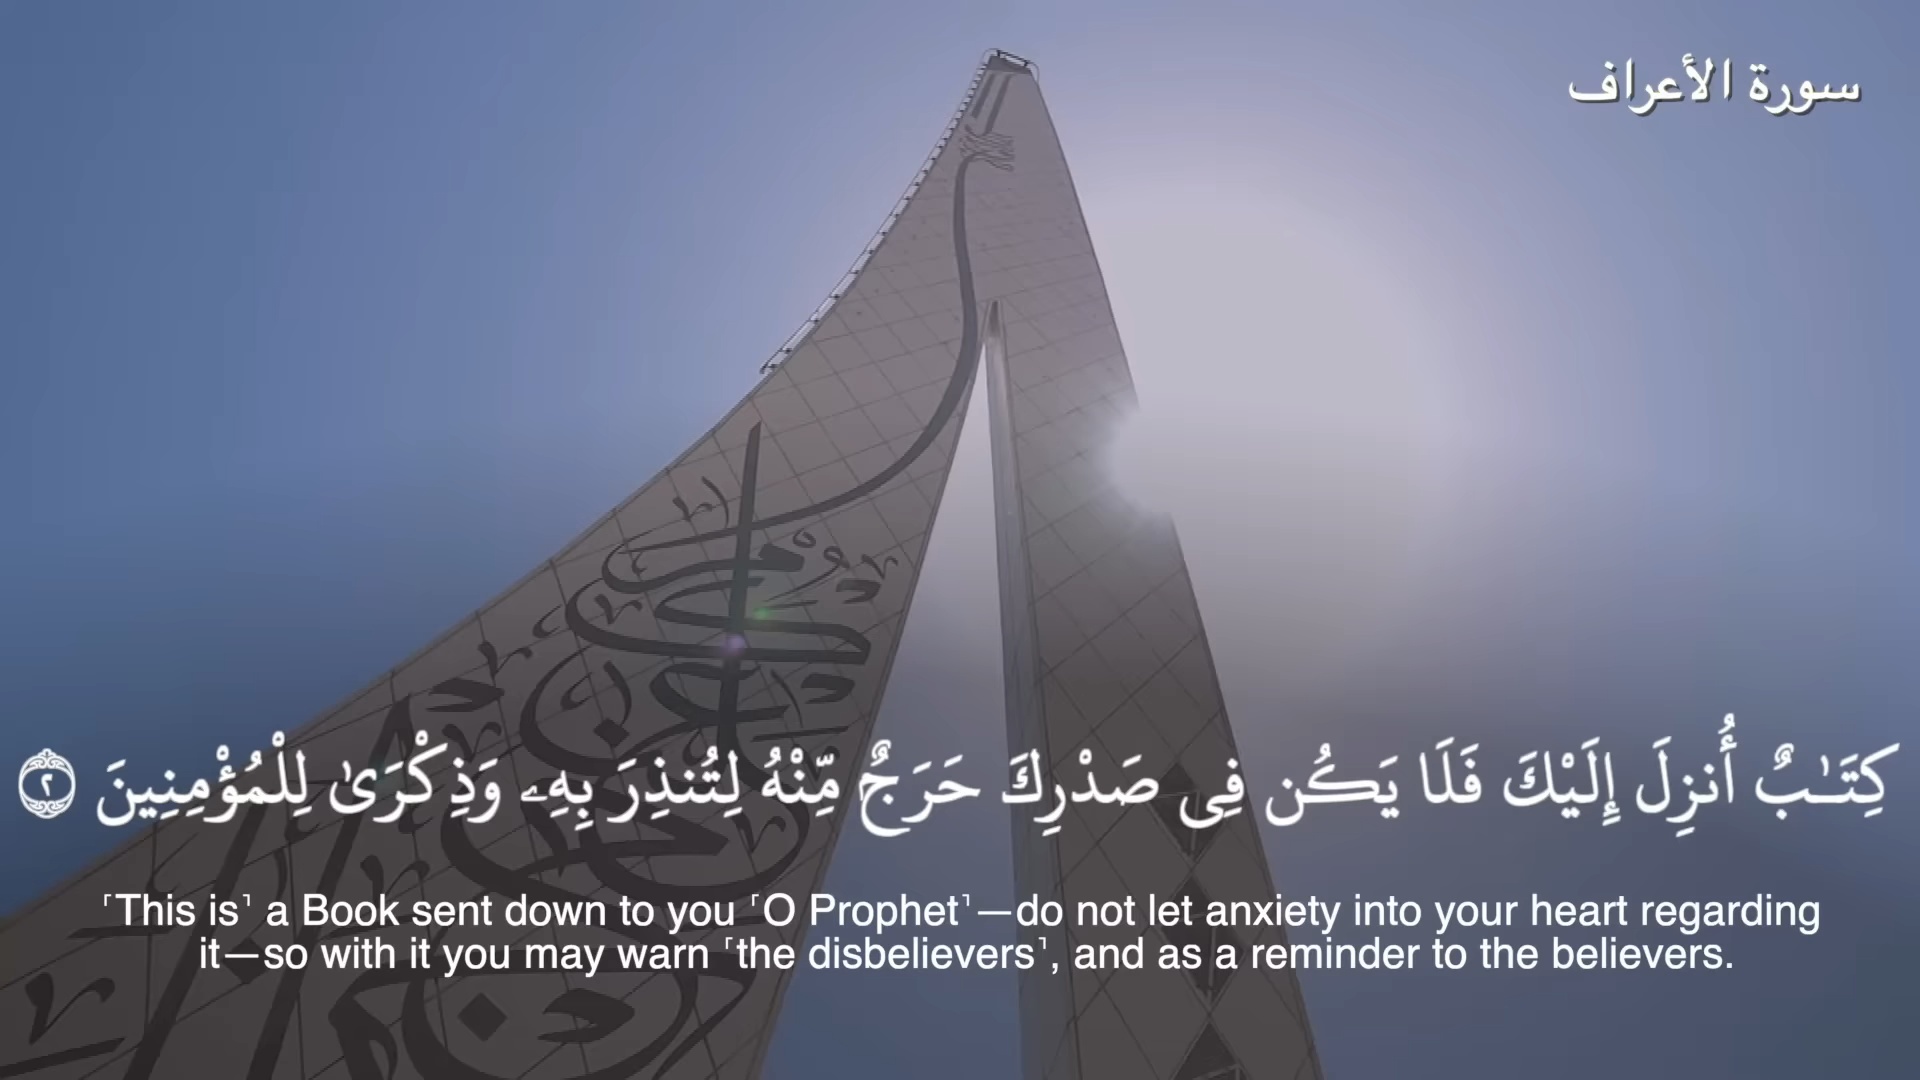 سورة الأعراف
كِتَـٰبٌ أُنزِلَ إِلَيْكَ فَلَا يَكُن فِى صَدْرِكَ حَرَجٌ مِّنْهُ لِتُنذِرَ بِهِۦ وَذِكْرَىٰ لِلْمُؤْمِنِينَ ٢
⸢This is⸣ a Book sent down to you ⸢O Prophet⸣—do not let anxiety into your heart regarding
it—so with it you may warn ⸢the disbelievers⸣, and as a reminder to the believers.